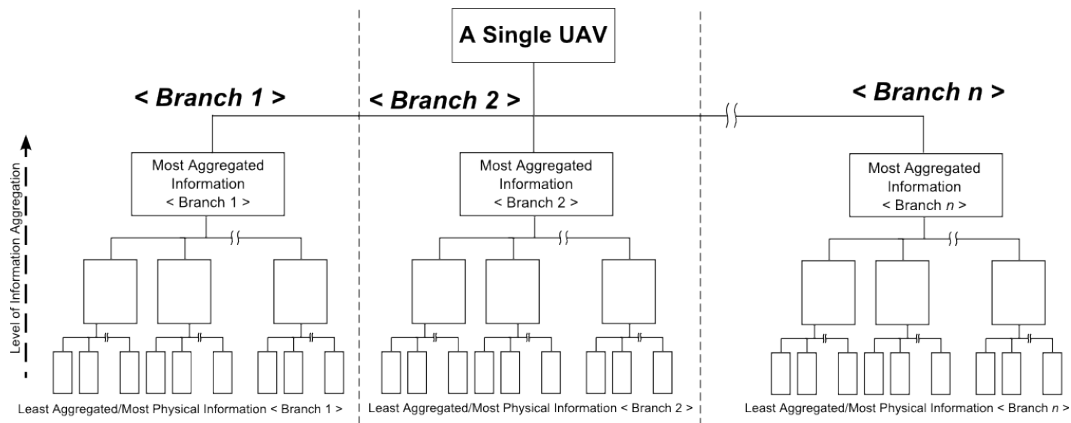 A Single UAV
< Branch 1 >
< Branch 2 >
< Branch n >
Level of Information Aggregation
Most Aggregated
Information
< Branch 1 >
Most Aggregated
Information
< Branch 2 >
Most Aggregated
Information
< Branch n >
Least Aggregated/Most Physical Information < Branch 1 >
Least Aggregated/Most Physical Information < Branch 2 >
Least Aggregated/Most Physical Information < Branch n >